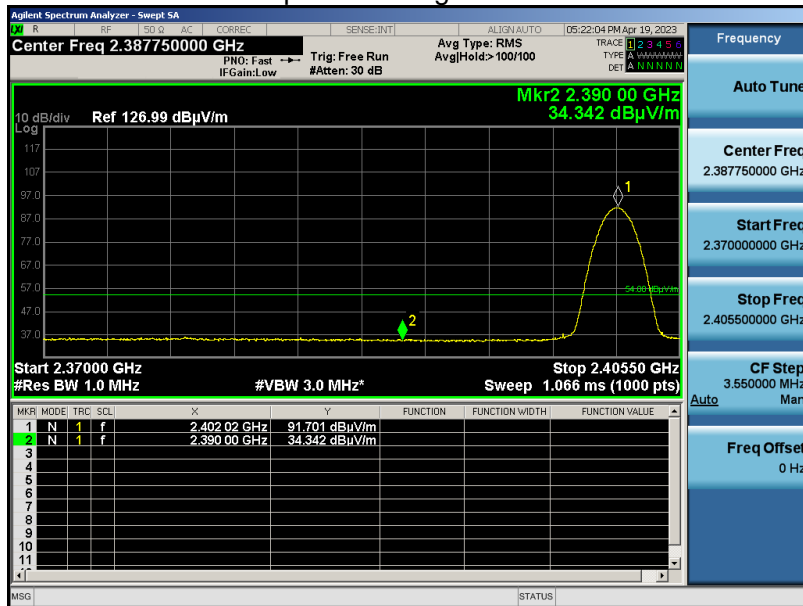 Agilent Spectrum Analyzer - Swept SA
LXI R RF 50 Ω AC CORREC SENSE:INT ALIGN AUTO 05:22:04 PM Apr 19, 2023
Center Freq 2.387750000 GHz
PNO: Fast
IFGain:Low
Trig: Free Run
#Atten: 30 dB
Avg Type: RMS
Avg|Hold:>100/100
TRACE 1 2 3 4 5 6
TYPE A WWWWW
DET A N N N N N
Mkr2 2.390 00 GHz
34.342 dBμV/m
10 dB/div Ref 126.99 dBμV/m
Log
117
107
97.0
87.0
77.0
67.0
57.0
47.0
37.0
1
54.00 dBμV/m
2
Start 2.37000 GHz Stop 2.40550 GHz
#Res BW 1.0 MHz #VBW 3.0 MHz* Sweep 1.066 ms (1000 pts)
MKR MODE TRC SCL X Y FUNCTION FUNCTION WIDTH FUNCTION VALUE
1 N 1 f 2.402 02 GHz 91.701 dBμV/m
2 N 1 f 2.390 00 GHz 34.342 dBμV/m
3
4
5
6
7
8
9
10
11
MSG STATUS
Frequency
Auto Tune
Center Freq
2.387750000 GHz
Start Freq
2.370000000 GHz
Stop Freq
2.405500000 GHz
CF Step
3.550000 MHz
Auto Man
Freq Offset
0 Hz